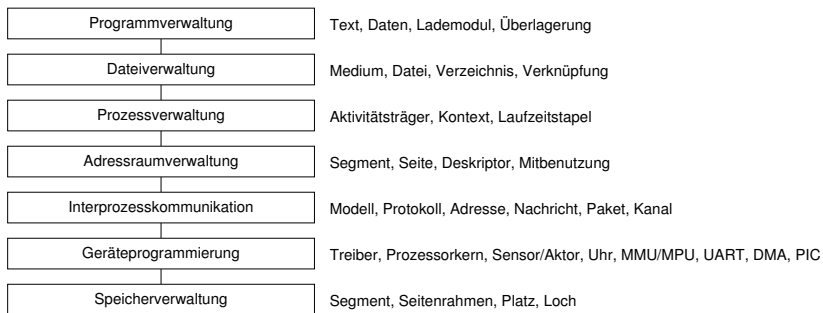 Programmverwaltung Text, Daten, Lademodul, Überlagerung
Dateiverwaltung Medium, Datei, Verzeichnis, Verknüpfung
Prozessverwaltung Aktivitätsträger, Kontext, Laufzeitstapel
Adressraumverwaltung Segment, Seite, Deskriptor, Mitbenutzung
Interprozesskommunikation Modell, Protokoll, Adresse, Nachricht, Paket, Kanal
Geräteprogrammierung Treiber, Prozessorkern, Sensor/Aktor, Uhr, MMU/MPU, UART, DMA, PIC
Speicherverwaltung Segment, Seitenrahmen, Platz, Loch